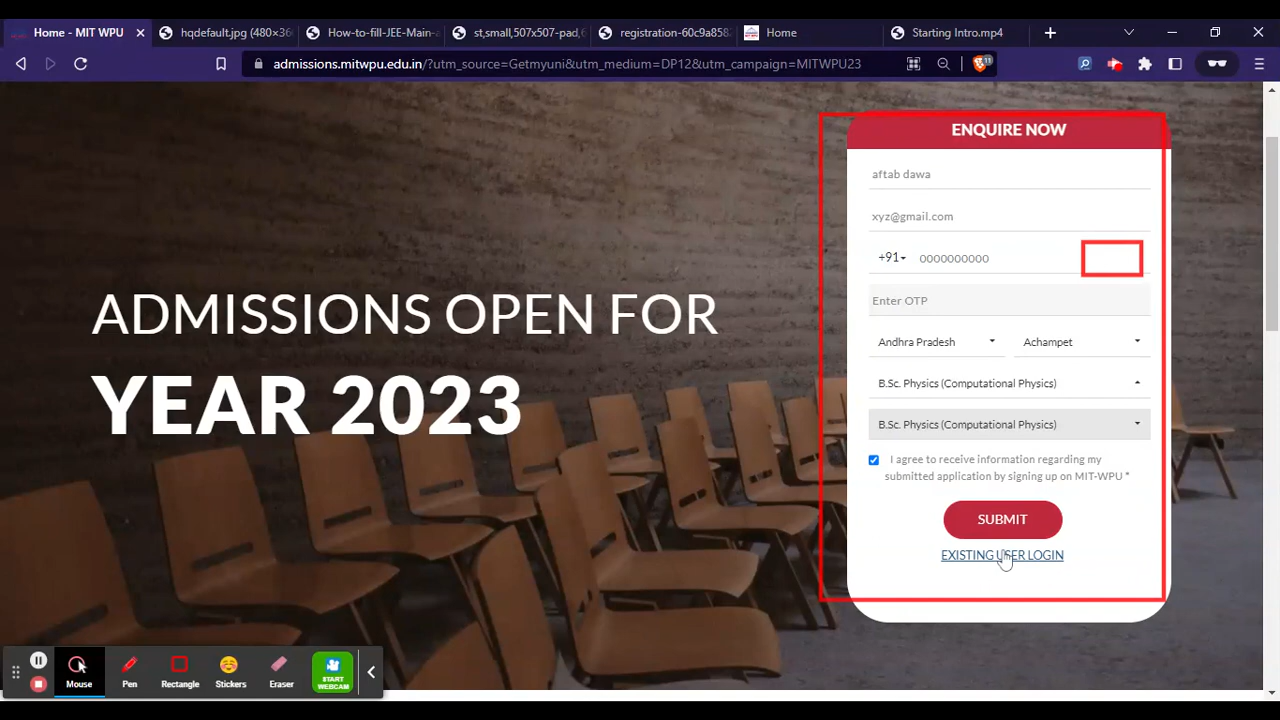 Home - MIT WPU
hqdefault.jpg (480×36
How-to-fill-JEE-Main-a
st,small,507x507-pad,6
registration-60c9a8582
Home
Starting Intro.mp4
admissions.mitwpu.edu.in/?utm_source=Getmyuni&utm_medium=DP12&utm_campaign=MITWPU23
11
ENQUIRE NOW
aftab dawa
xyz@gmail.com
+91 0000000000
Enter OTP
Andhra Pradesh Achampet
B.Sc. Physics (Computational Physics)
B.Sc. Physics (Computational Physics)
I agree to receive information regarding my
submitted application by signing up on MIT-WPU *
SUBMIT
EXISTING USER LOGIN
ADMISSIONS OPEN FOR
YEAR 2023
Mouse
Pen
Rectangle
Stickers
Eraser
START
WEBCAM